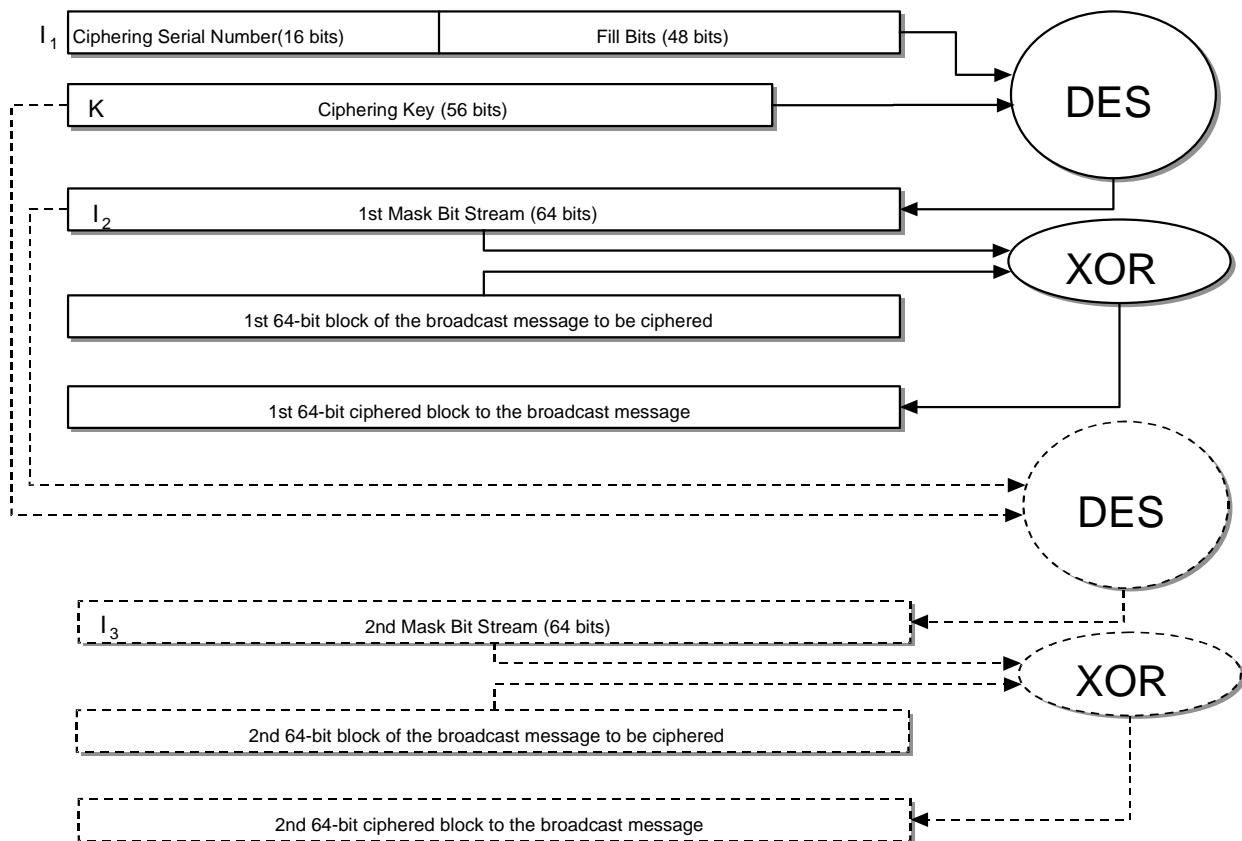 I1 Ciphering Serial Number(16 bits) Fill Bits (48 bits)
DES
K Ciphering Key (56 bits)
I2 1st Mask Bit Stream (64 bits)
XOR
1st 64-bit block of the broadcast message to be ciphered
1st 64-bit ciphered block to the broadcast message
DES
I3 2nd Mask Bit Stream (64 bits)
XOR
2nd 64-bit block of the broadcast message to be ciphered
2nd 64-bit ciphered block to the broadcast message